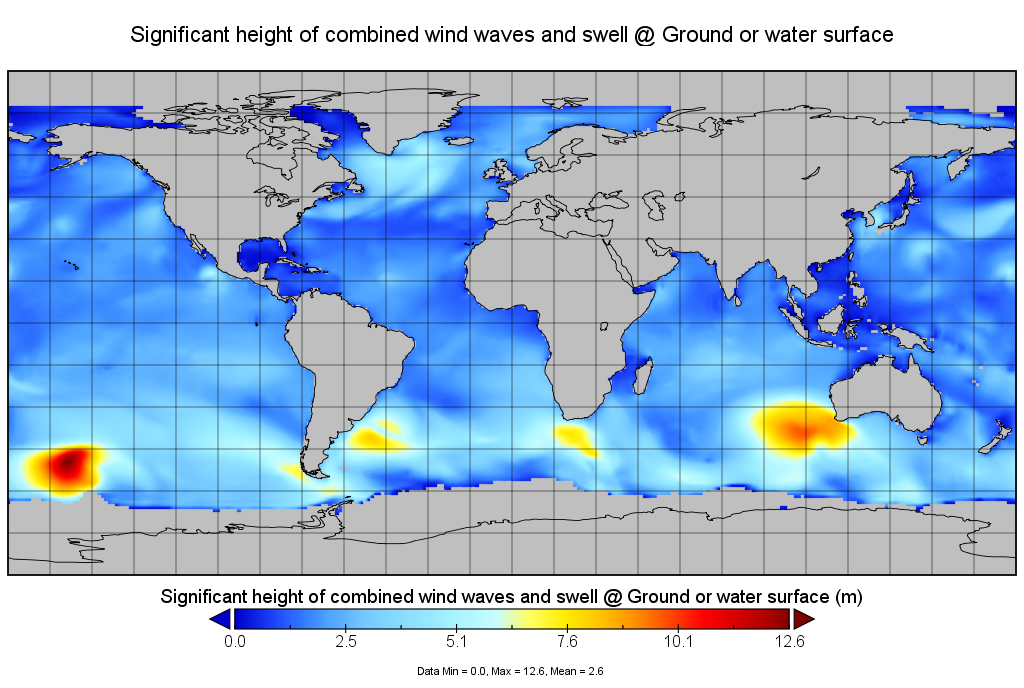 Significant height of combined wind waves and swell @ Ground or water surface
Significant height of combined wind waves and swell @ Ground or water surface (m)
0.0 2.5 5.1 7.6 10.1 12.6
Data Min = 0.0, Max = 12.6, Mean = 2.6